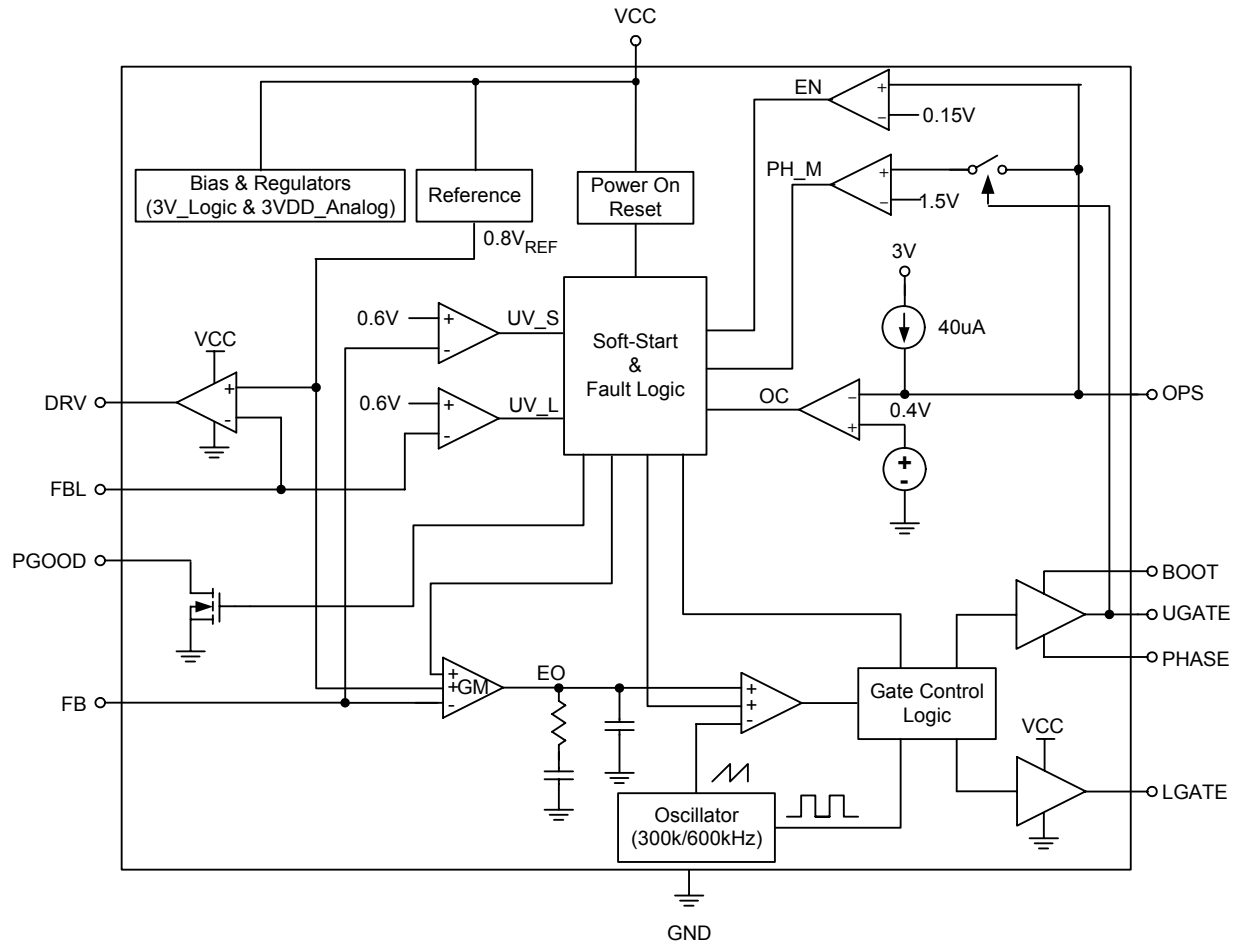 VCC
EN
+
−
0.15V
PH_M
+
−
1.5V
Bias & Regulators
(3V_Logic & 3VDD_Analog)
Reference
Power On
Reset
0.8VREF
3V
40uA
0.6V
+
-
UV_S
Soft-Start
&
Fault Logic
VCC
DRV
+
-
0.6V
+
-
UV_L
OC
−
+
0.4V
OPS
+
-
FBL
PGOOD
BOOT
UGATE
PHASE
FB
+
+
-
GM
EO
+
+
-
Gate Control
Logic
VCC
LGATE
Oscillator
(300k/600kHz)
GND